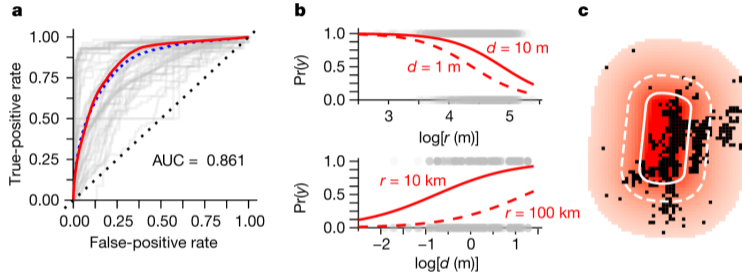 a
True-positive rate
1.00
0.75
0.50
0.25
0.00
AUC = 0.861
0.00 0.25 0.50 0.75 1.00
False-positive rate
b
Pr(y)
1.0
0.5
0.0
d = 10 m
d = 1 m
3 4 5
log[r (m)]
Pr(y)
1.0
0.5
0.0
r = 10 km
r = 100 km
−2 −1 0 1
log[d (m)]
c